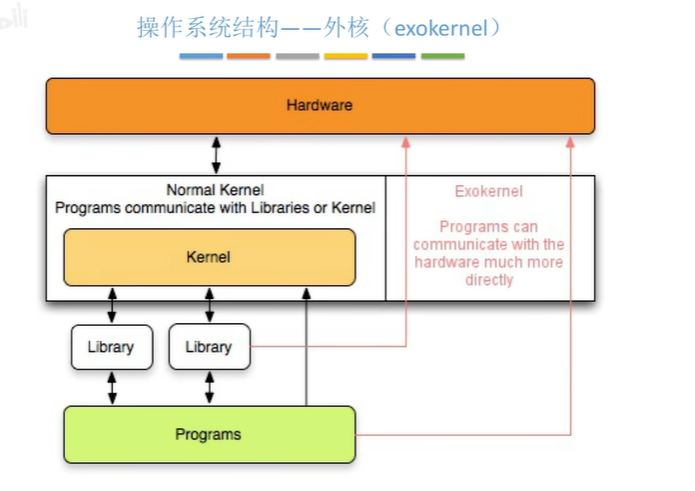 操作系统结构——外核（exokernel）
Hardware
Normal Kernel
Programs communicate with Libraries or Kernel
Kernel
Exokernel
Programs can
communicate with the
hardware much more
directly
Library
Library
Programs